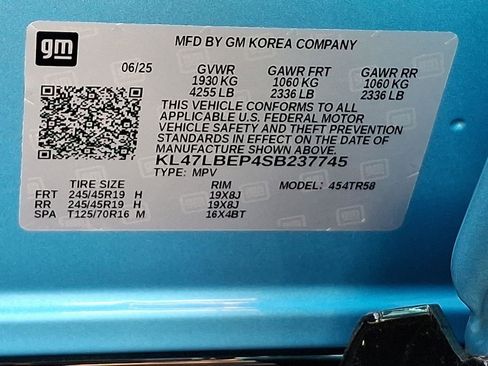 gm
MFD BY GM KOREA COMPANY
06/25 GVWR GAWR FRT GAWR RR
1930 KG 1060 KG 1060 KG
4255 LB 2336 LB 2336 LB
THIS VEHICLE CONFORMS TO ALL
APPLICABLE U.S. FEDERAL MOTOR
VEHICLE SAFETY AND THEFT PREVENTION
STANDARDS IN EFFECT ON THE DATE OF
MANUFACTURE SHOWN ABOVE.
KL47LBEP4SB237745
TYPE: MPV
TIRE SIZE RIM MODEL: 454TR58
FRT 245/45R19 H 19X8J
RR 245/45R19 H 19X8J
SPA T125/70R16 M 16X4BT